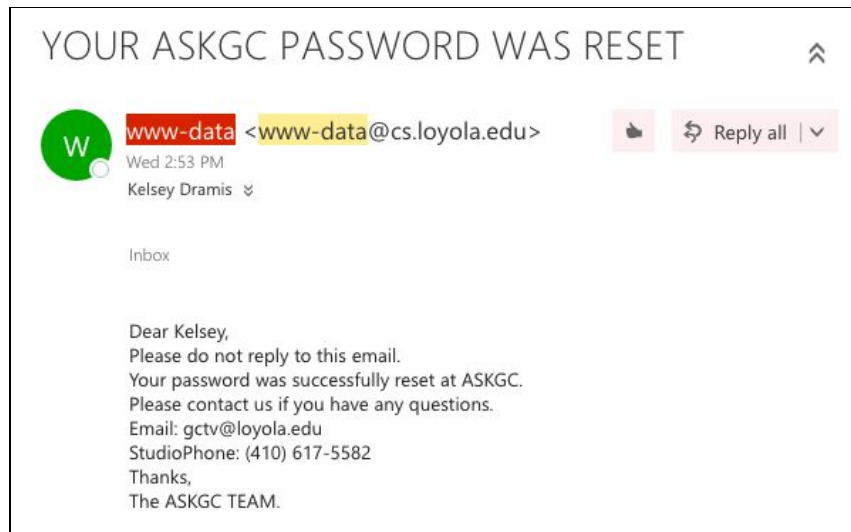 YOUR ASKGC PASSWORD WAS RESET
W
www-data <www-data@cs.loyola.edu>
Reply all
Wed 2:53 PM
Kelsey Dramis
Inbox
Dear Kelsey,
Please do not reply to this email.
Your password was successfully reset at ASKGC.
Please contact us if you have any questions.
Email: gctv@loyola.edu
StudioPhone: (410) 617-5582
Thanks,
The ASKGC TEAM.